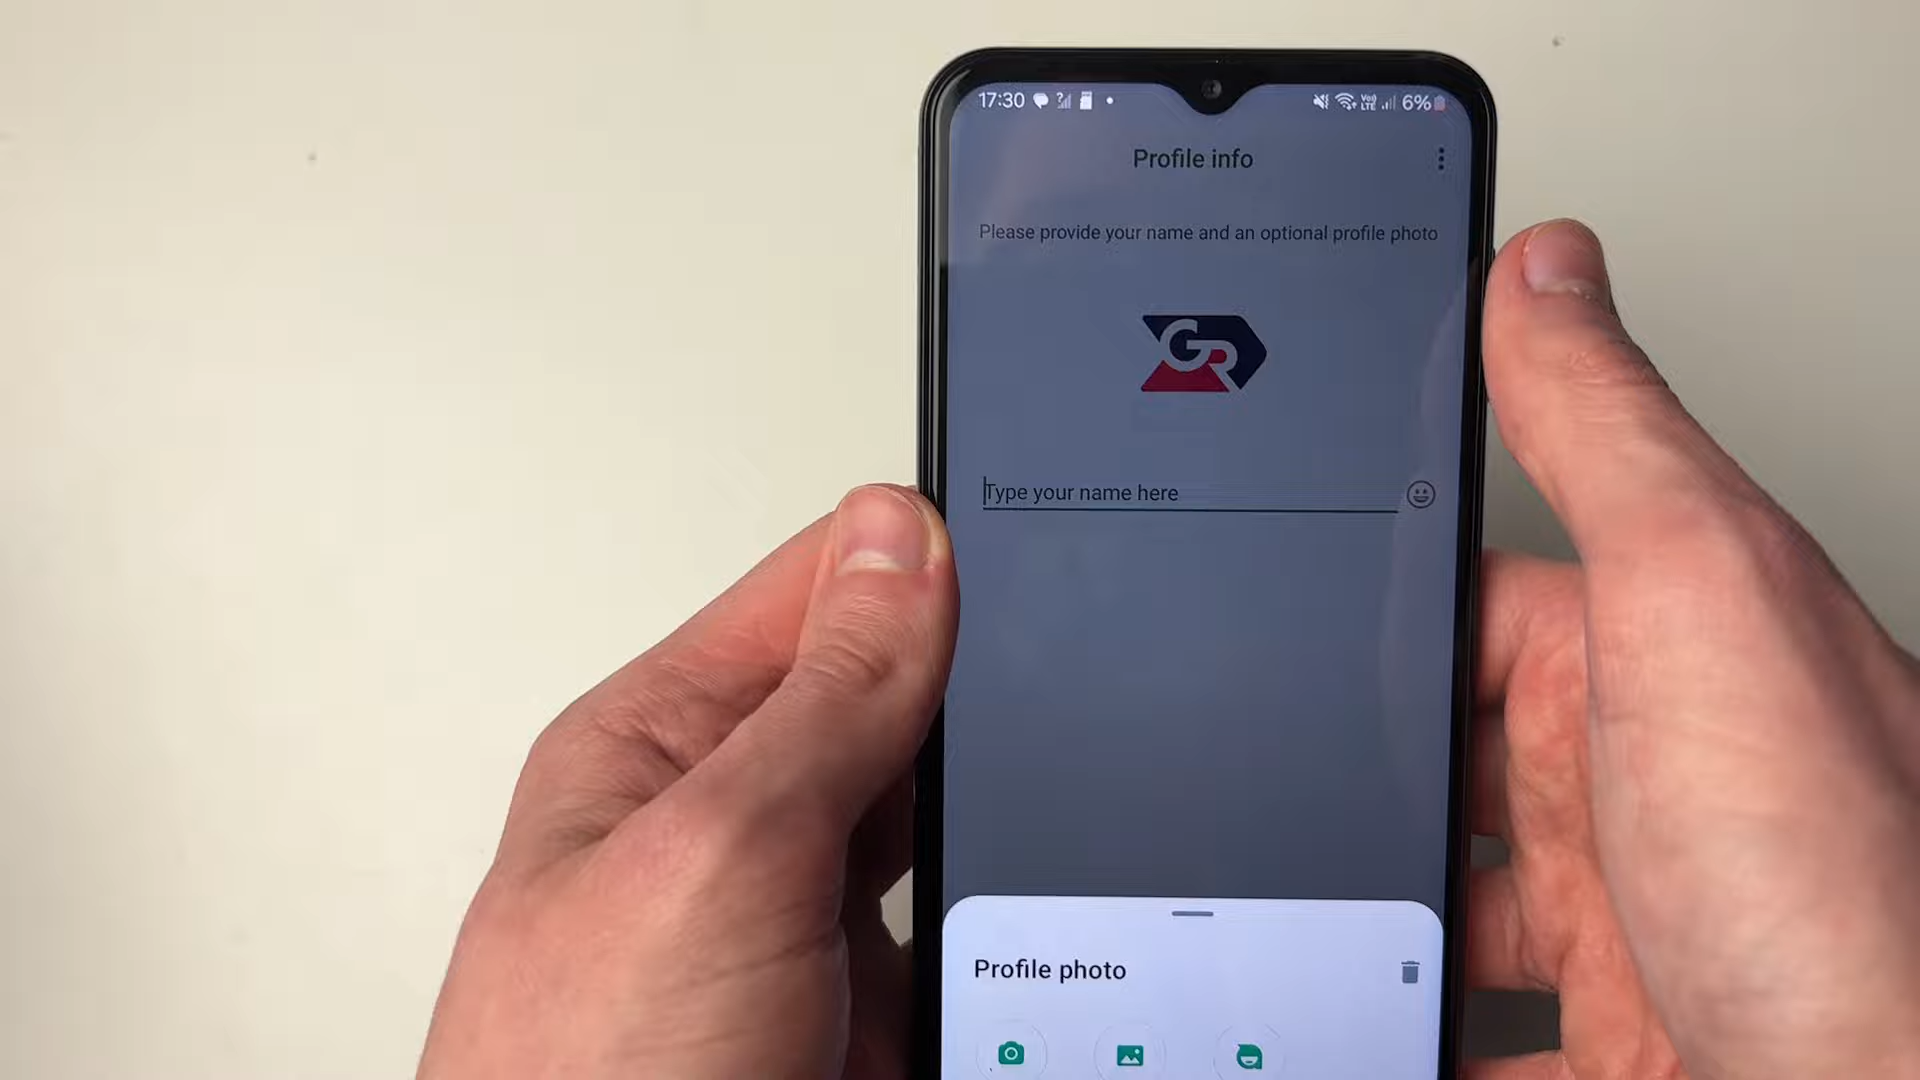 17:30 6%
Profile info
Please provide your name and an optional profile photo
GR
Type your name here
Profile photo